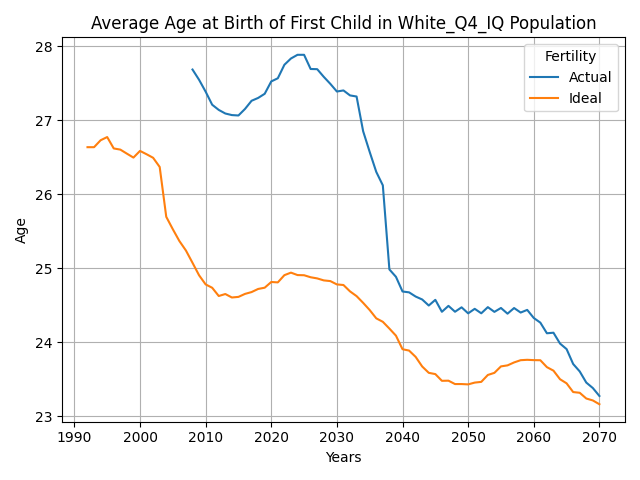 Average Age at Birth of First Child in White_Q4_IQ Population
Fertility
Actual
Ideal
Age
28
27
26
25
24
23
1990
2000
2010
2020
2030
2040
2050
2060
2070
Years